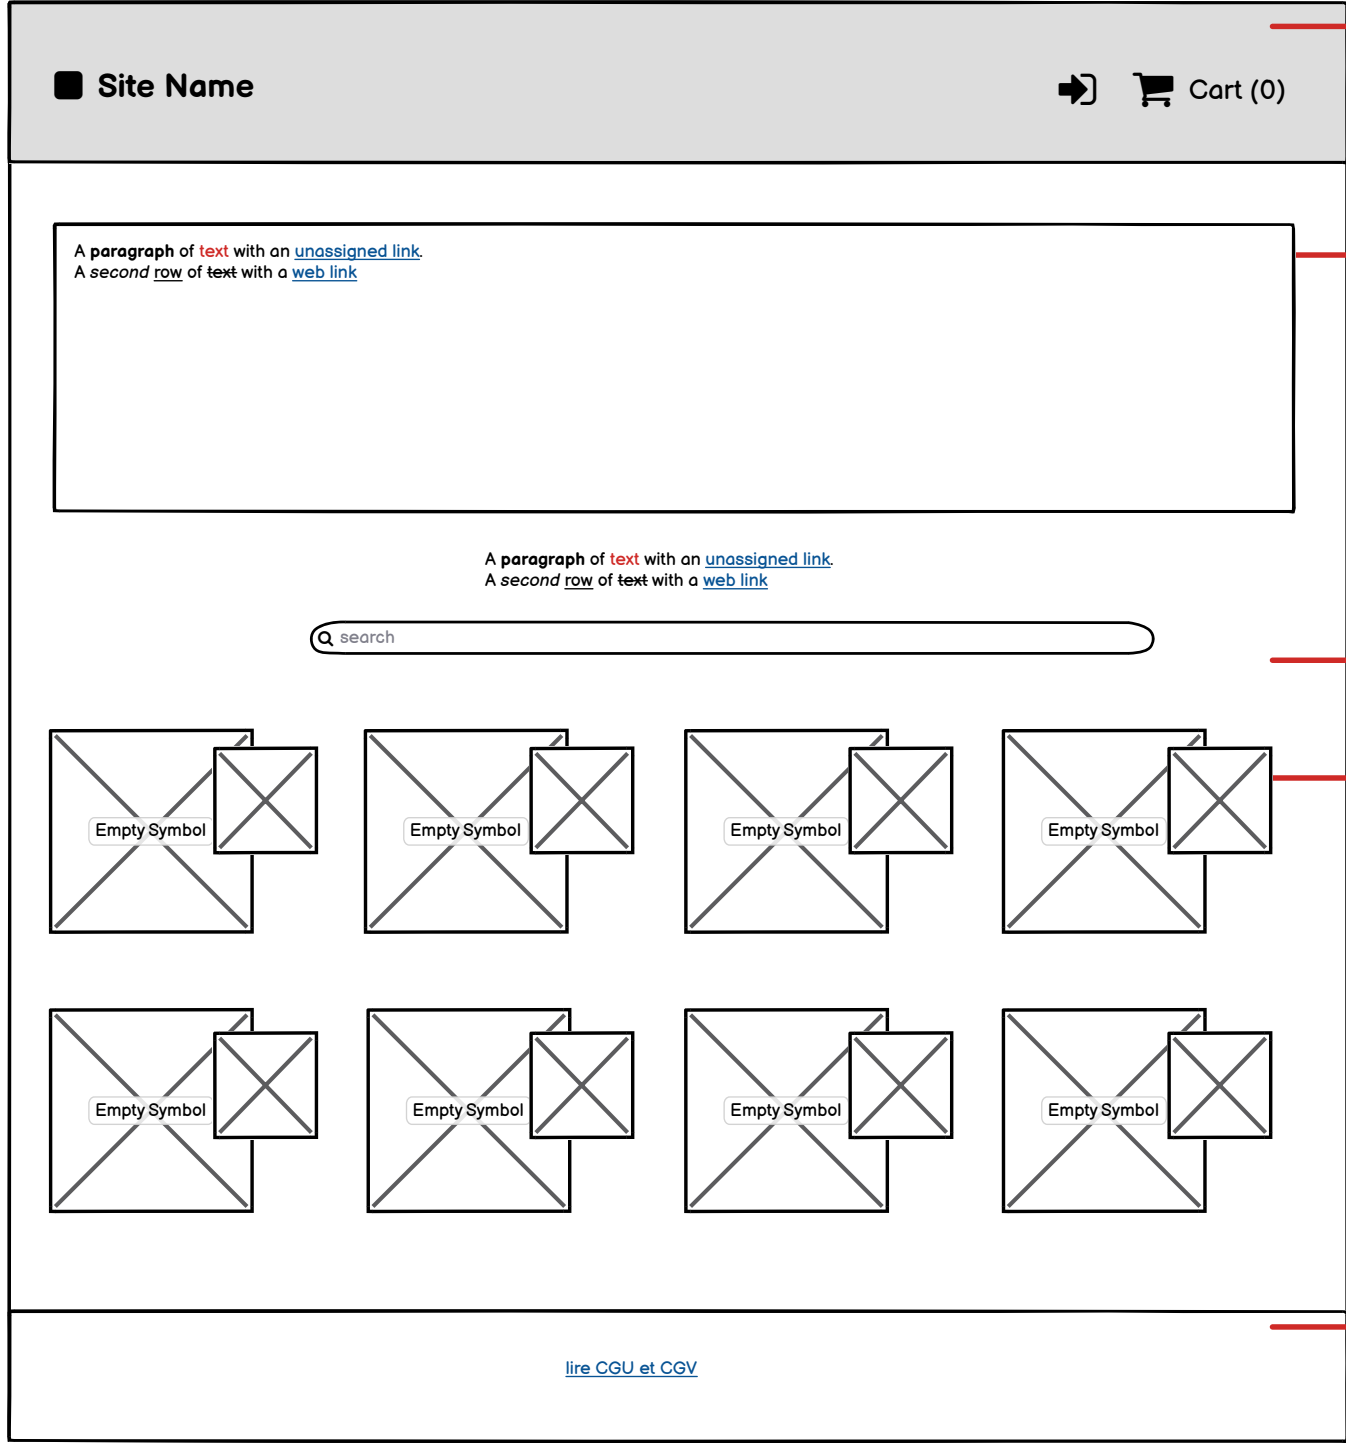 Site Name
Cart (0)
A paragraph of text with an unassigned link.
A second row of text with a web link
A paragraph of text with an unassigned link.
A second row of text with a web link
search
Empty Symbol
Empty Symbol
Empty Symbol
Empty Symbol
Empty Symbol
Empty Symbol
Empty Symbol
Empty Symbol
lire CGU et CGV